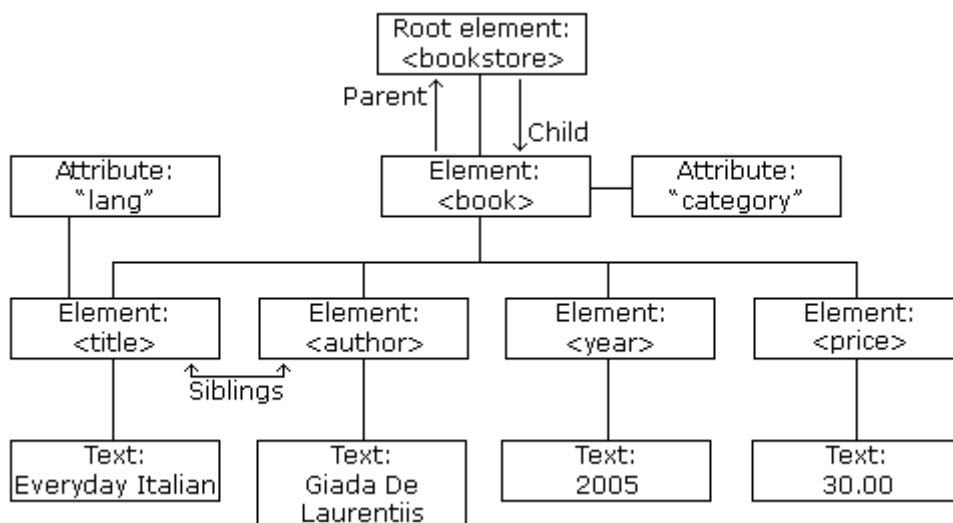 Root element:
<bookstore>
Parent
Child
Attribute:
“lang”
Element:
<book>
Attribute:
“category”
Element:
<title>
Element:
<author>
Element:
<year>
Element:
<price>
Siblings
Text:
Everyday Italian
Text:
Giada De
Laurentiis
Text:
2005
Text:
30.00